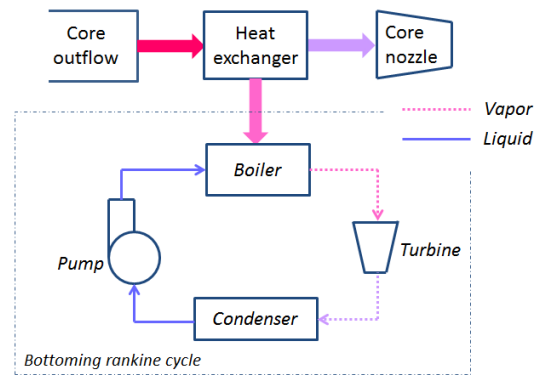 Core
outflow
Heat
exchanger
Core
nozzle
Vapor
Liquid
Boiler
Turbine
Pump
Condenser
Bottoming rankine cycle